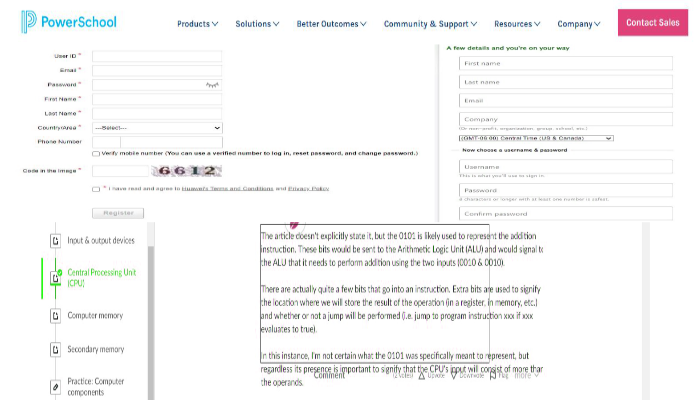 PowerSchool
Products Solutions Better Outcomes Community & Support Resources Company Contact Sales
User ID *
Email *
Password *
First Name *
Last Name *
Country/Area * ---Select---
Phone Number
Verify mobile number (You can use a verified number to log in, reset password, and change password.)
Code in the image * 6612
* I have read and agree to Huawei's Terms and Conditions and Privacy Policy
Register
A few details and you're on your way
First name
Last name
Email
Company
(Or non-profit, organization, group, school, etc.)
(GMT-06:00) Central Time (US & Canada)
Now choose a username & password
Username
This is what you'll use to sign in.
Password
8 characters or longer with at least one number is safest.
Confirm password
Input & output devices
Central Processing Unit
(CPU)
Computer memory
Secondary memory
Practice: Computer
components
The article doesn't explicitly state it, but the 0101 is likely used to represent the addition
instruction. These bits would be sent to the Arithmetic Logic Unit (ALU) and would signal to
the ALU that it needs to perform addition using the two inputs (0010 & 0010).
There are actually quite a few bits that go into an instruction. Extra bits are used to signify
the location where we will store the result of the operation (in a register, in memory, etc.)
and whether or not a jump will be performed (i.e. jump to program instruction xxx if xxx
evaluates to true).
In this instance, I'm not certain what the 0101 was specifically meant to represent, but
regardless its presence is important to signify that the CPU's input will consist of more than
the operands.
Comment (2 votes) Upvote Downvote Flag more